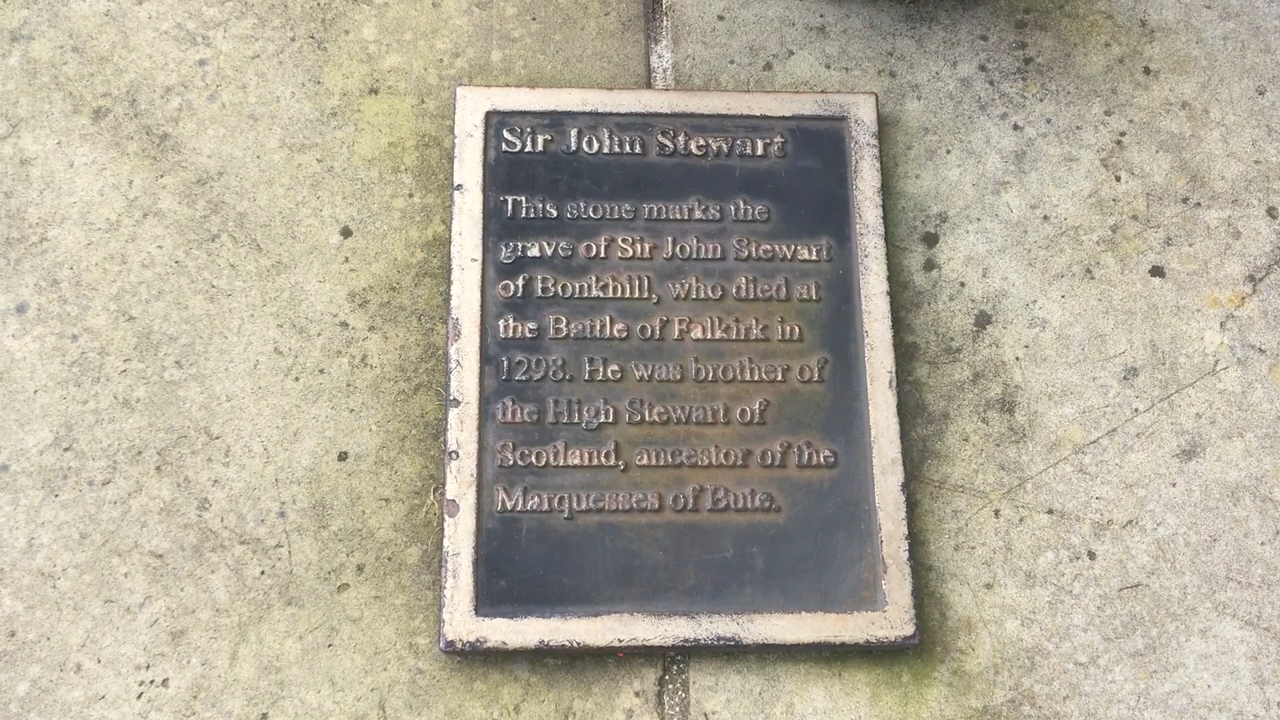 Sir John Stewart
This stone marks the
grave of Sir John Stewart
of Bonkhill, who died at
the Battle of Falkirk in
1298. He was brother of
the High Stewart of
Scotland, ancestor of the
Marquesses of Bute.